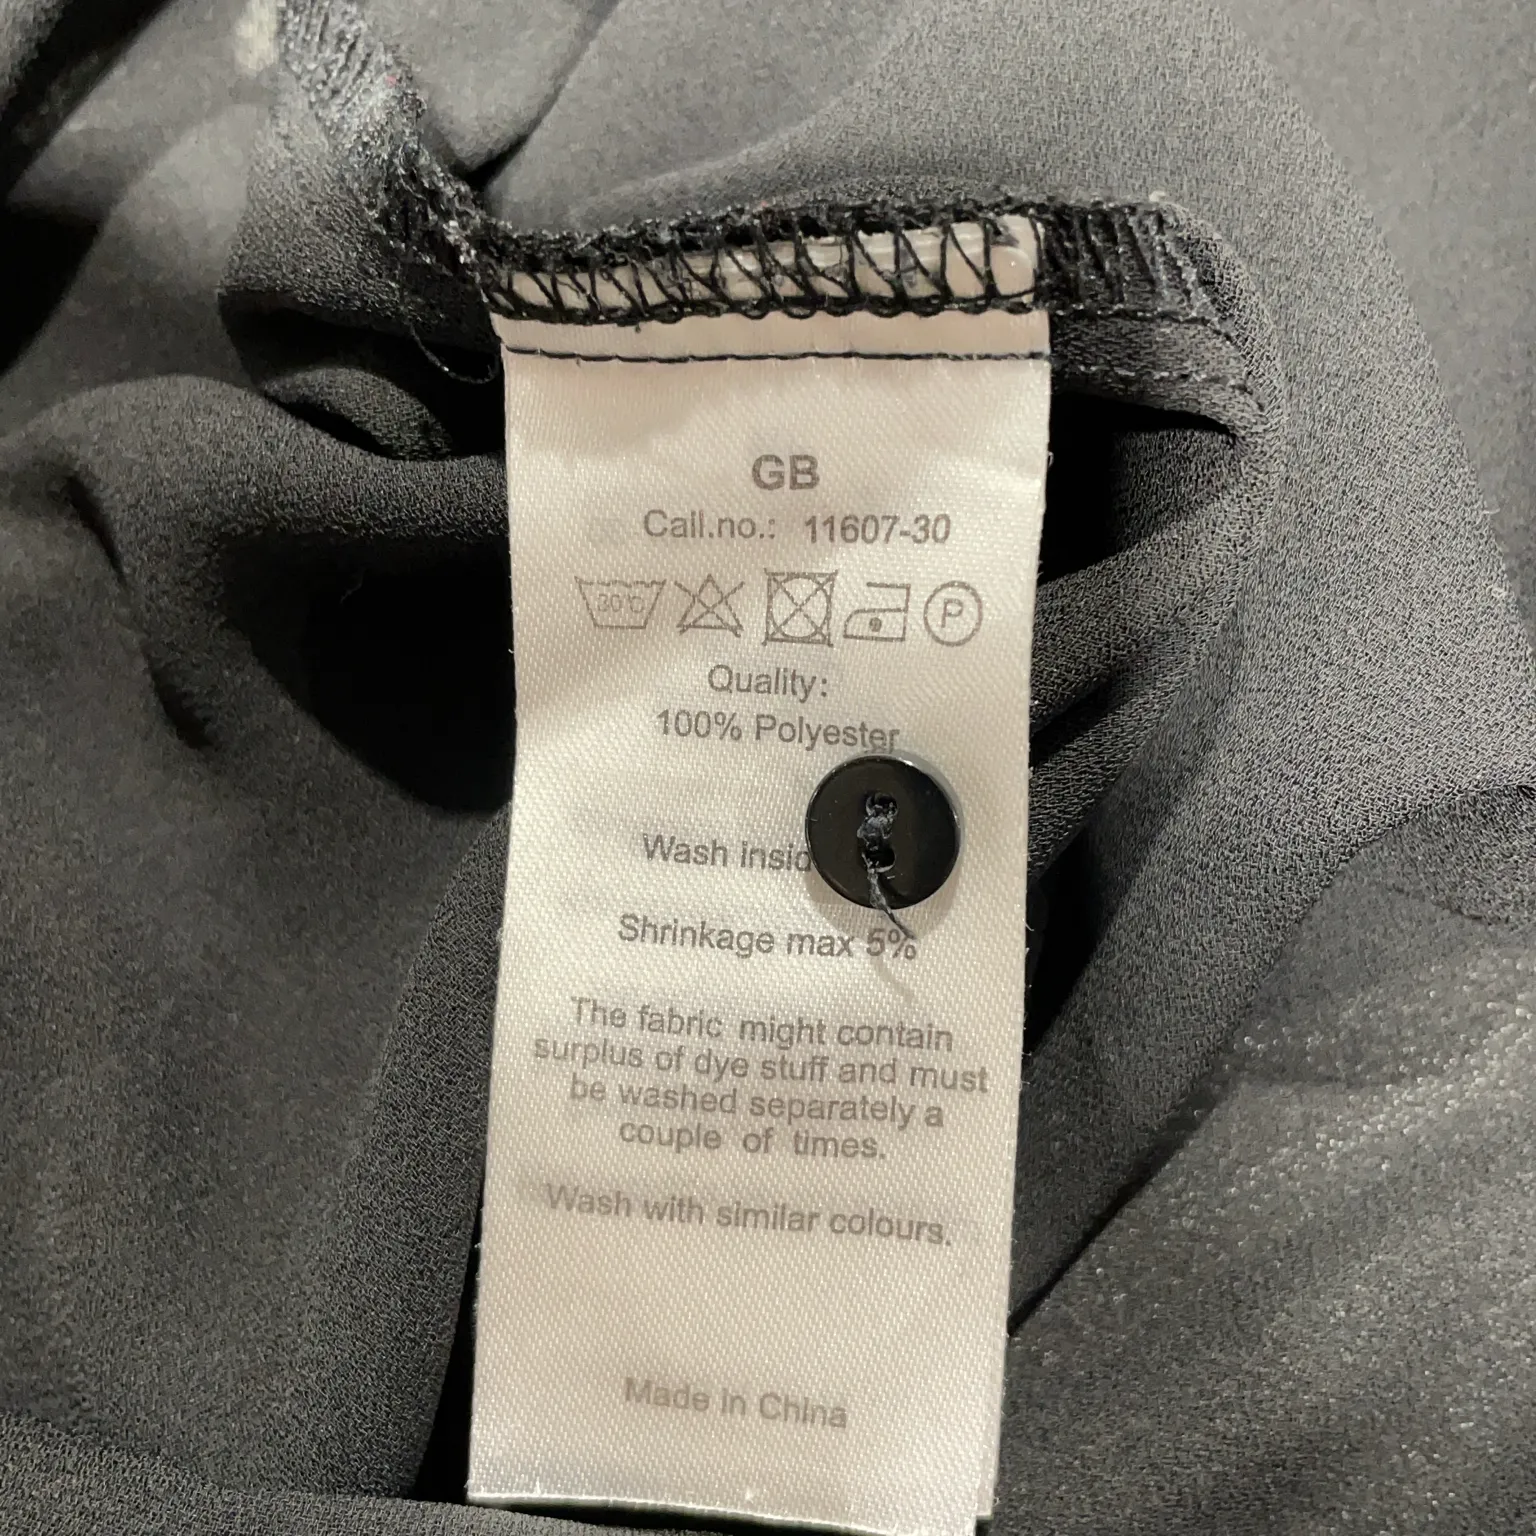 GB
Call.no.: 11607-30
30°C P
Quality:
100% Polyester
Wash
Shrinkage max 5%
The fabric might contain
surplus of dye stuff and must
be washed separately a
couple of times.
Wash with similar colours.
Made in China